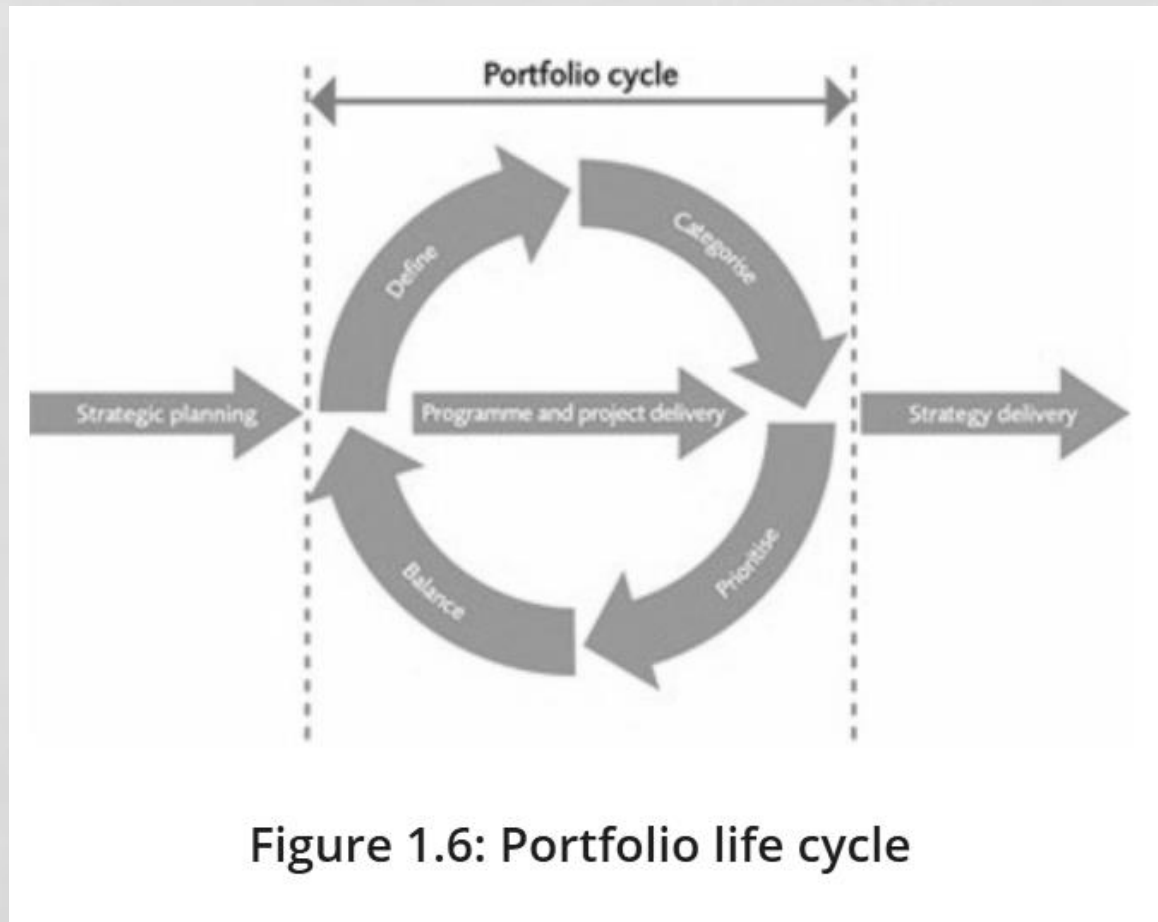 Portfolio cycle
Define
Categorise
Strategic planning
Programme and project delivery
Strategy delivery
Balance
Prioritise
Figure 1.6: Portfolio life cycle